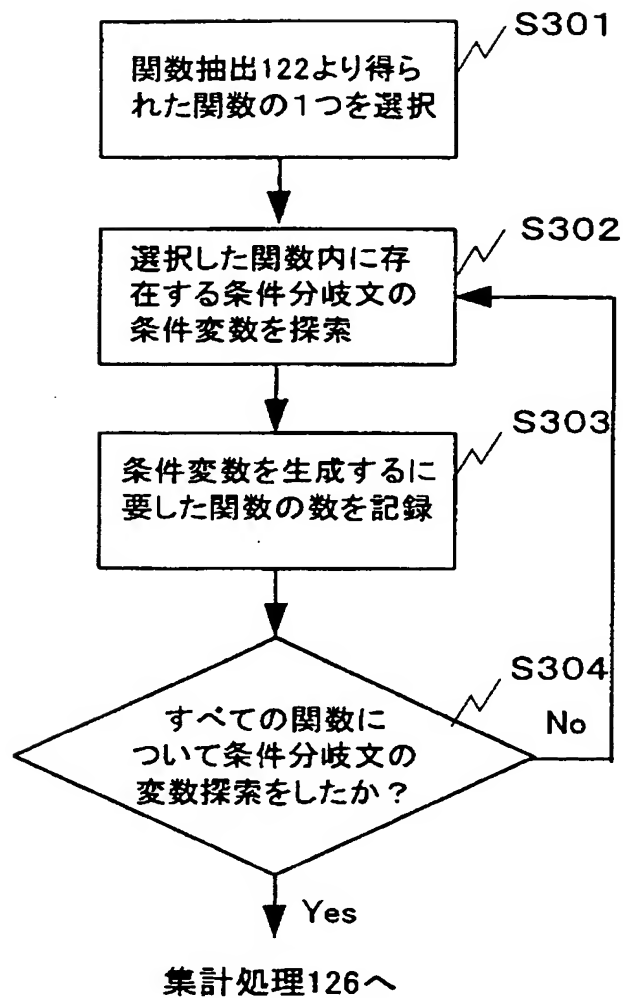 S301
関数抽出122より得ら
れた関数の1つを選択
S302
選択した関数内に存
在する条件分岐文の
条件変数を探索
S303
条件変数を生成するに
要した関数の数を記録
S304
すべての関数に
ついて条件分岐文の
変数探索をしたか?
No
Yes
集計処理126へ